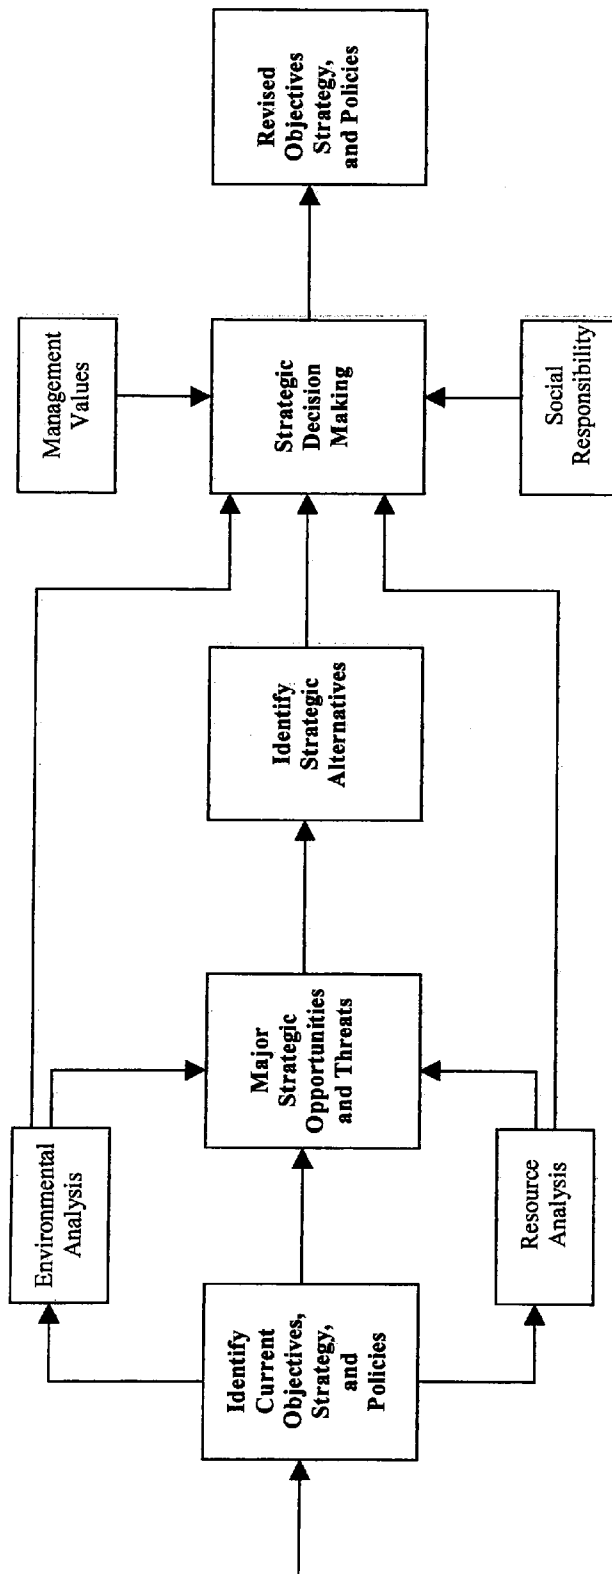 Identify
Current
Objectives,
Strategy,
and
Policies
Environmental
Analysis
Resource
Analysis
Major
Strategic
Opportunities
and Threats
Identify
Strategic
Alternatives
Management
Values
Strategic
Decision
Making
Social
Responsibility
Revised
Objectives
Strategy,
and Policies